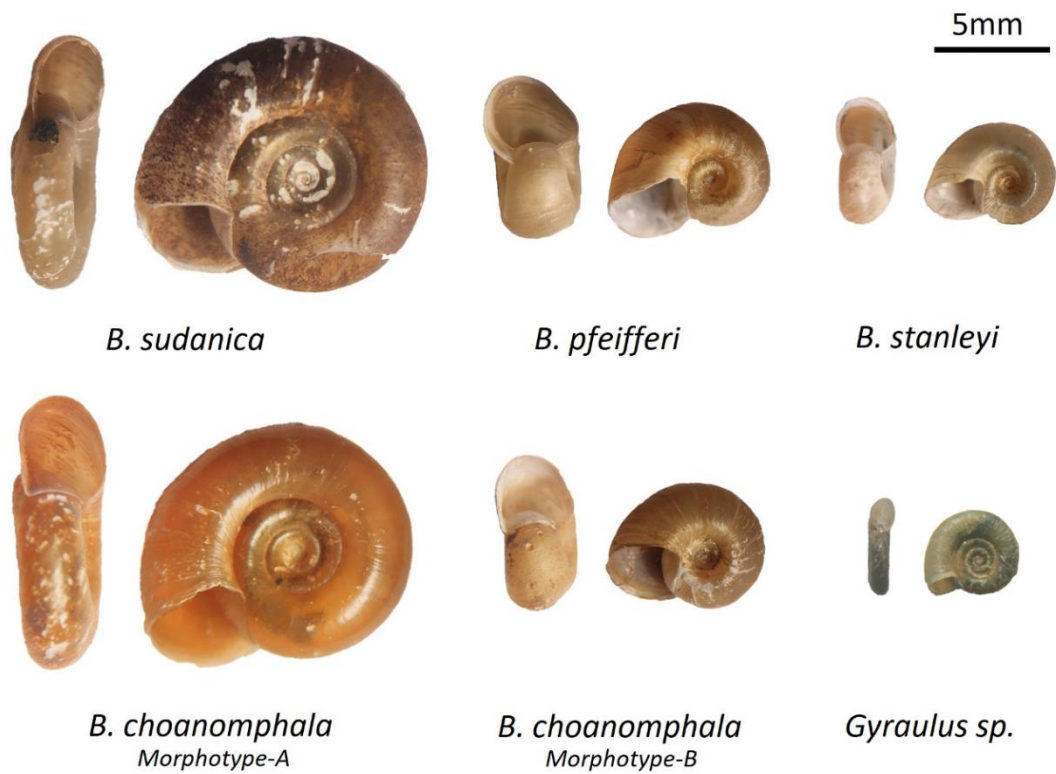 5mm
B. sudanica
B. pfeifferi
B. stanleyi
B. choanomphala
Morphotype-A
B. choanomphala
Morphotype-B
Gyraulus sp.